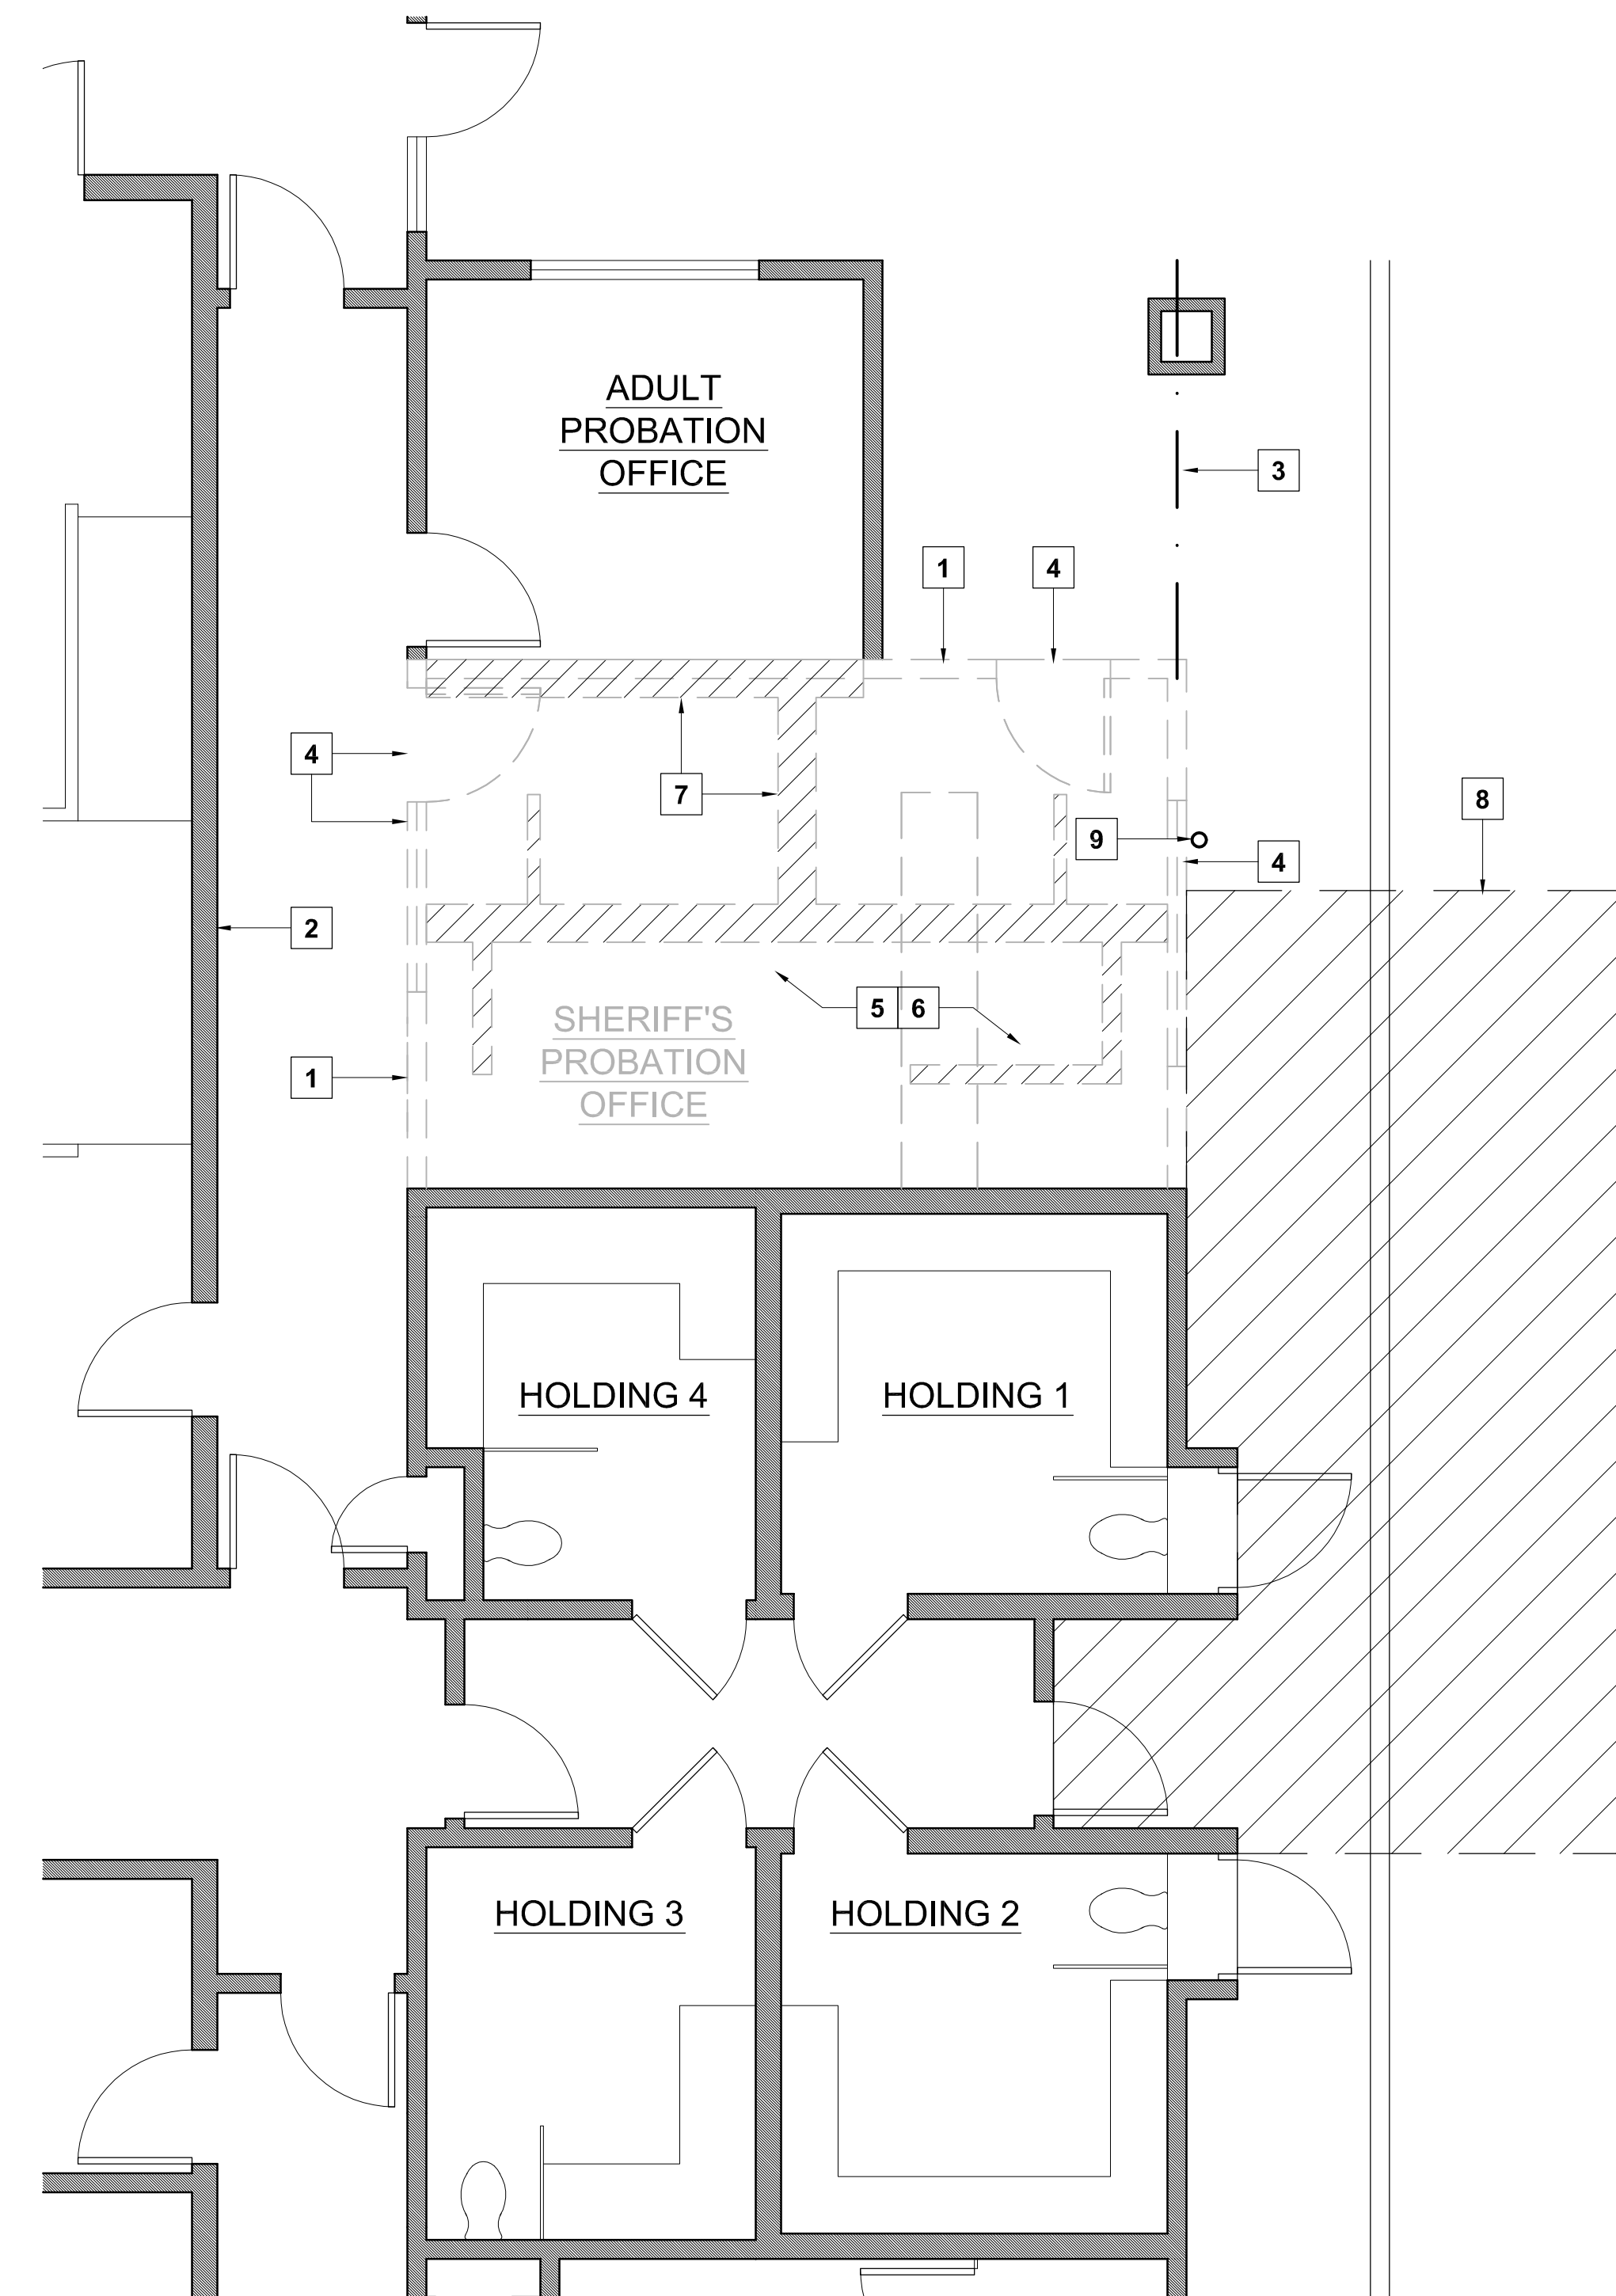 ADULT
PROBATION
OFFICE
3
1
4
4
7
8
9
4
2
5 6
SHERIFF'S
PROBATION
OFFICE
1
HOLDING 4
HOLDING 1
HOLDING 3
HOLDING 2